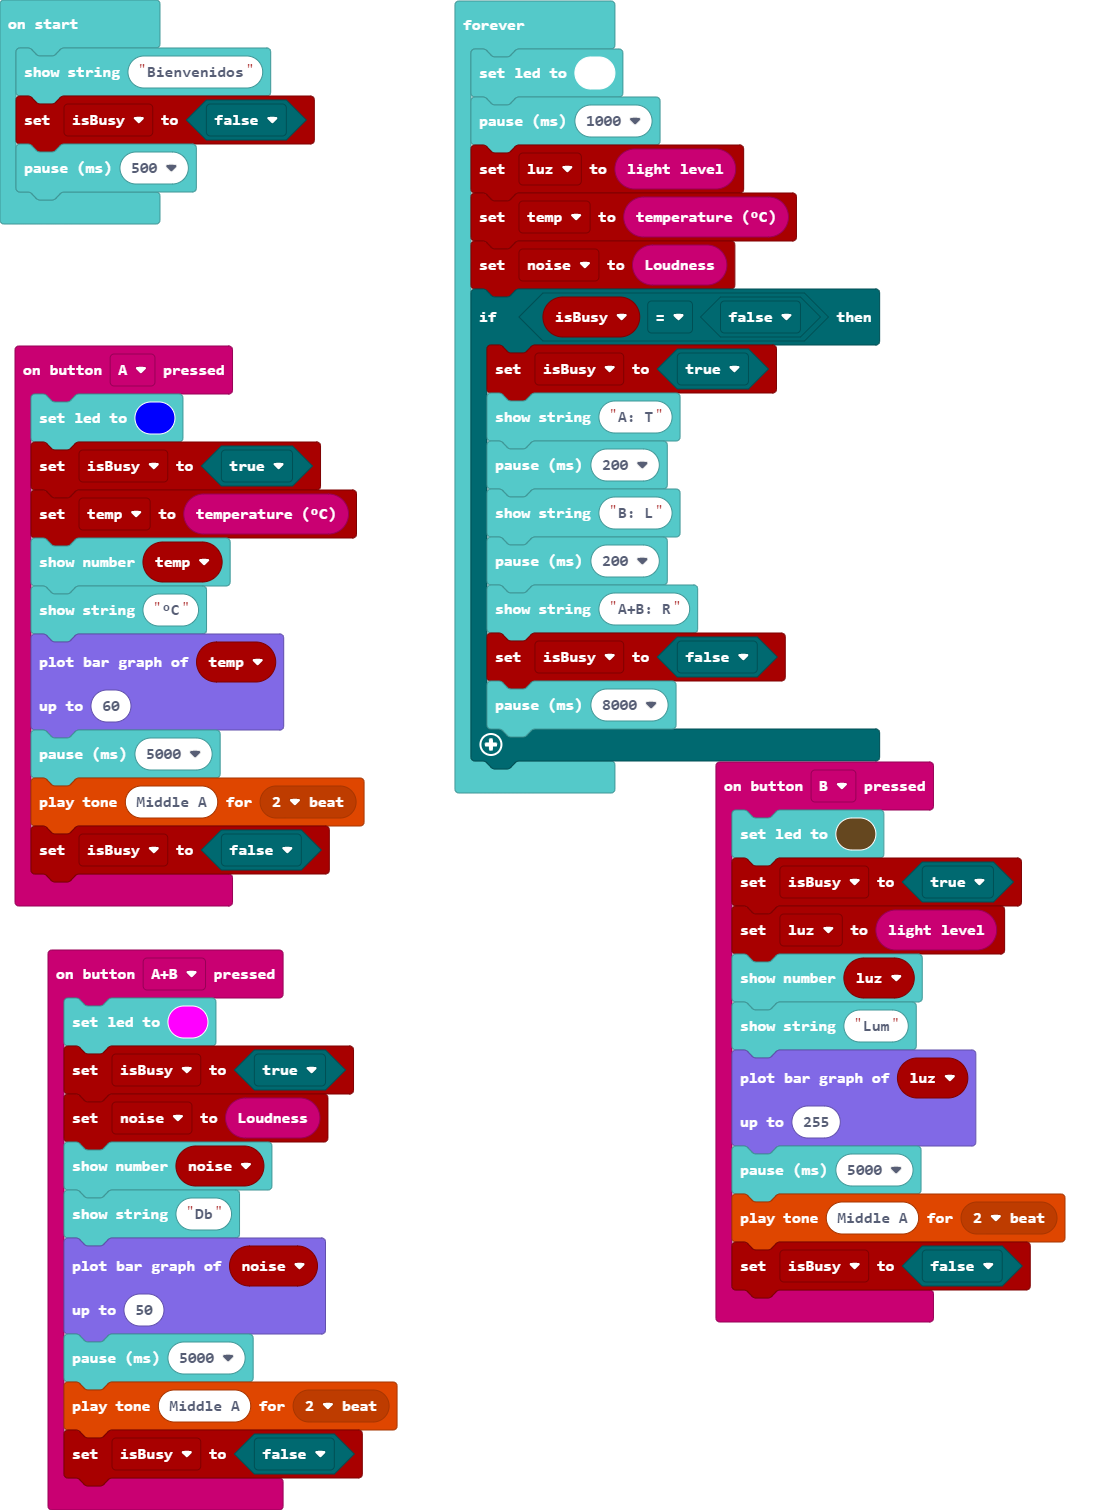 on start
show string "Bienvenidos"
set isBusy to false
pause (ms) 500
forever
set led to
pause (ms) 1000
set luz to light level
set temp to temperature (ºC)
set noise to Loudness
if isBusy = false then
set isBusy to true
show string "A: T"
pause (ms) 200
show string "B: L"
pause (ms) 200
show string "A+B: R"
set isBusy to false
pause (ms) 8000
on button A pressed
set led to
set isBusy to true
set temp to temperature (ºC)
show number temp
show string "ºC"
plot bar graph of temp
up to 60
pause (ms) 5000
play tone Middle A for 2 beat
set isBusy to false
on button B pressed
set led to
set isBusy to true
set luz to light level
show number luz
show string "Lum"
plot bar graph of luz
up to 255
pause (ms) 5000
play tone Middle A for 2 beat
set isBusy to false
on button A+B pressed
set led to
set isBusy to true
set noise to Loudness
show number noise
show string "Db"
plot bar graph of noise
up to 50
pause (ms) 5000
play tone Middle A for 2 beat
set isBusy to false